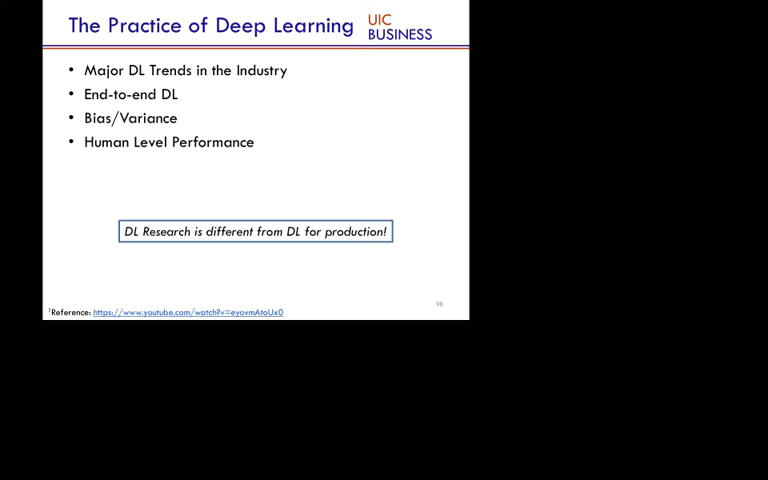 The Practice of Deep Learning
UIC
BUSINESS
• Major DL Trends in the Industry
• End-to-end DL
• Bias/Variance
• Human Level Performance
DL Research is different from DL for production!
98
1Reference: https://www.youtube.com/watch?v=eyovmAtoUx0